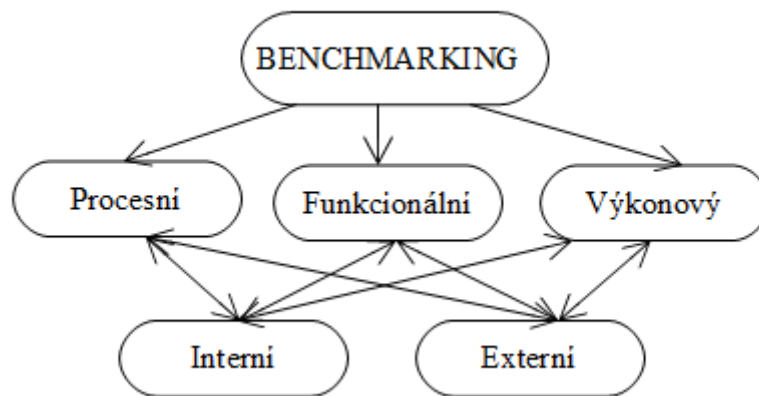 BENCHMARKING
Procesní
Funkcionální
Výkonový
Interní
Externí